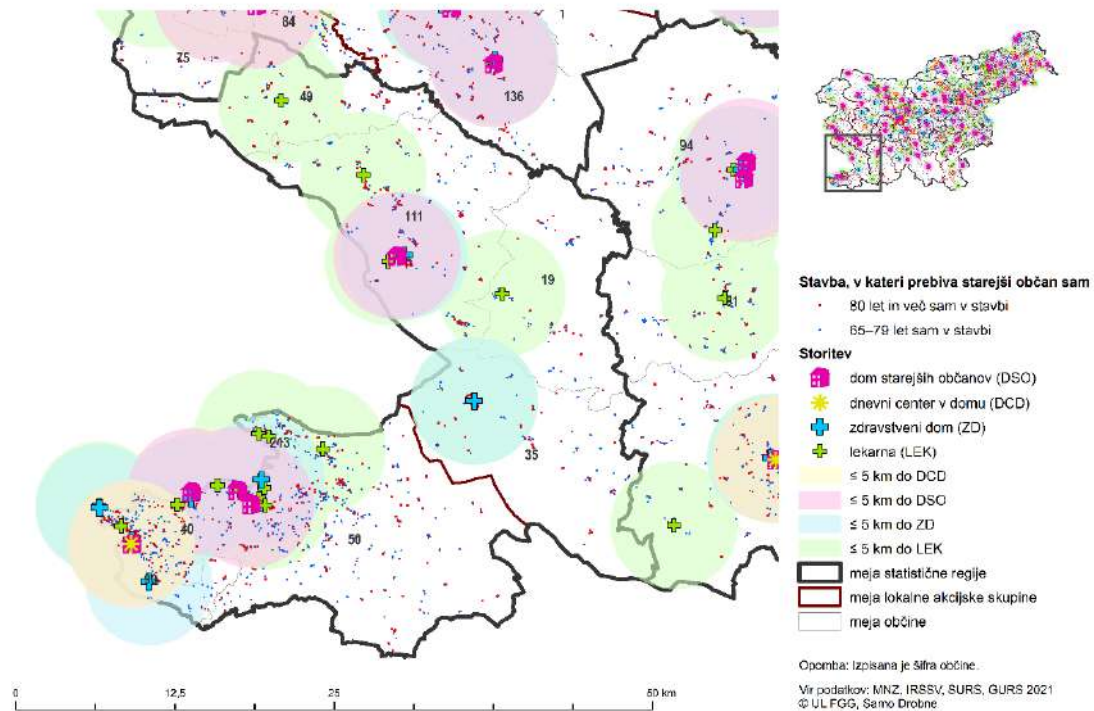 84
1
75
136
49
94
111
19
81
213
35
40
50
Stavba, v kateri prebiva starejši občan sam
80 let in več sam v stavbi
65–79 let sam v stavbi
Storitev
dom starejših občanov (DSO)
dnevni center v domu (DCD)
zdravstveni dom (ZD)
lekarna (LEK)
≤ 5 km do DCD
≤ 5 km do DSO
≤ 5 km do ZD
≤ 5 km do LEK
meja statistične regije
meja lokalne akcijske skupine
meja občine
Opomba: Izpisana je šifra občine.
Vir podatkov: MNZ, IRSSV, SURS, GURS 2021
© UL FGG, Samo Drobne
0 12,5 25 50 km